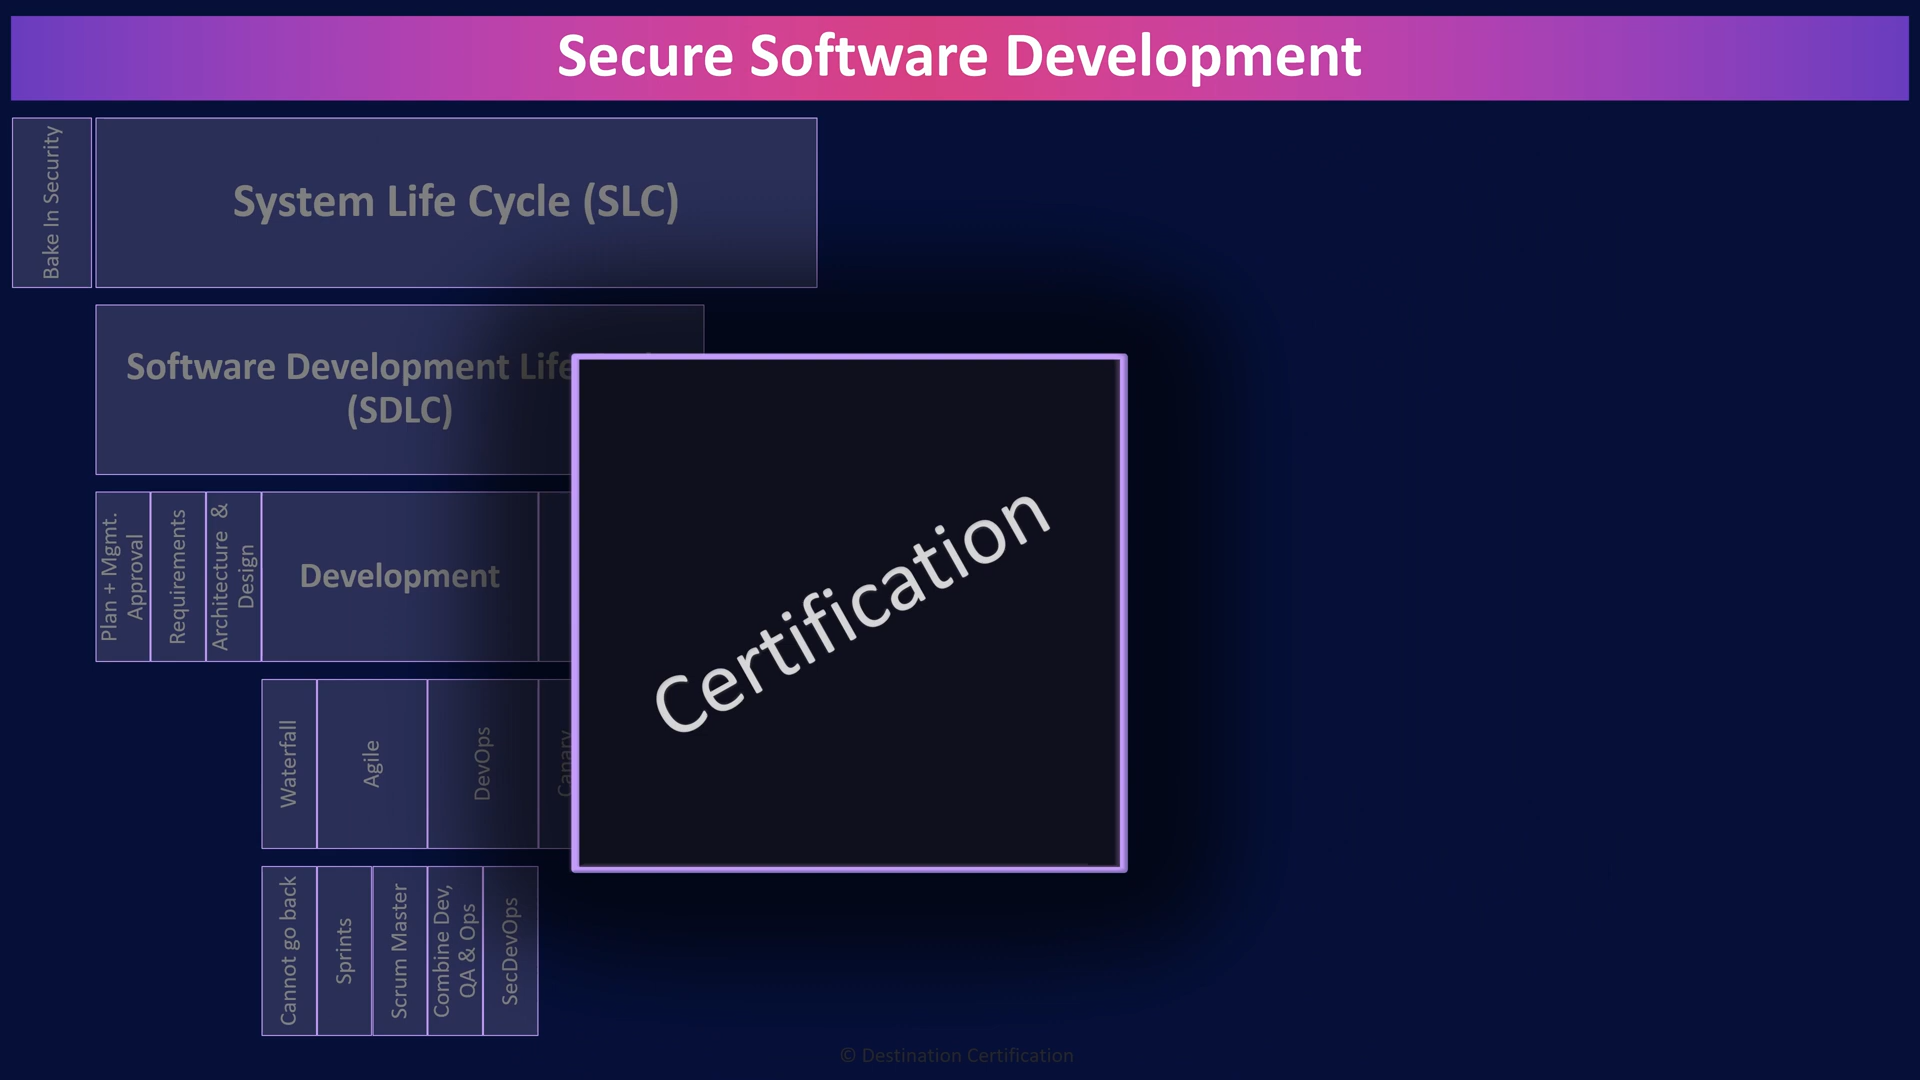 Secure Software Development
Bake In Security
System Life Cycle (SLC)
Software Development Life
(SDLC)
Plan + Mgmt.
Approval
Requirements
Architecture &
Design
Development
Certification
Waterfall
Agile
DevOps
Canary
Cannot go back
Sprints
Scrum Master
Combine Dev,
QA & Ops
SecDevOps
© Destination Certification